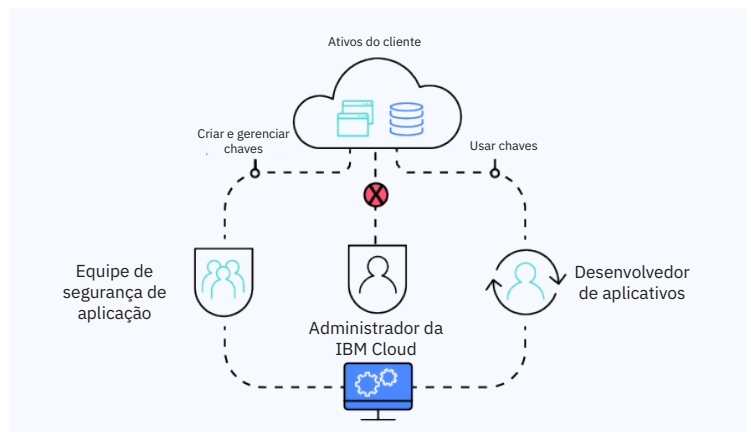 Ativos do cliente
Criar e gerenciar
chaves
Usar chaves
Equipe de
segurança de
aplicação
Administrador da
IBM Cloud
Desenvolvedor
de aplicativos